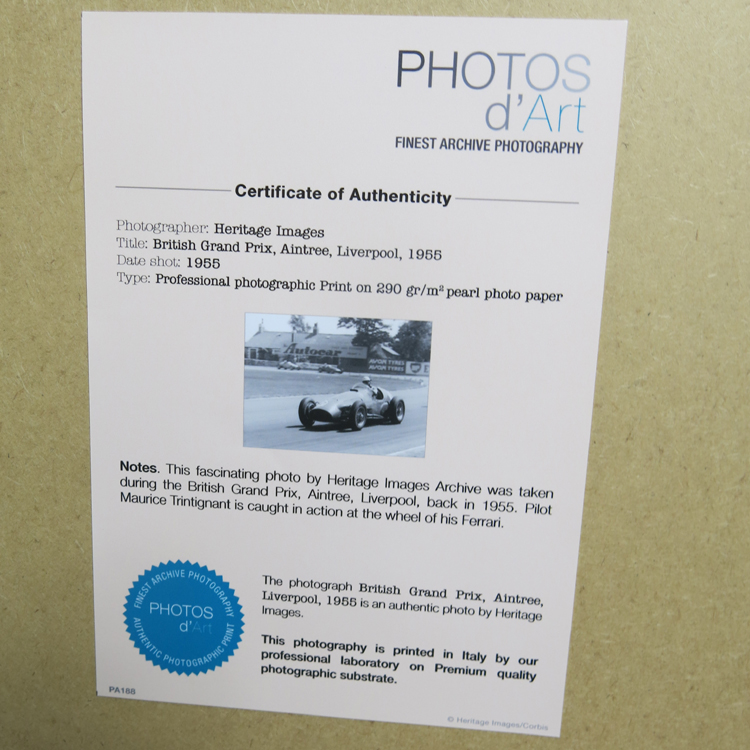 PHOTOS
d'Art
FINEST ARCHIVE PHOTOGRAPHY
Certificate of Authenticity
Photographer: Heritage Images
Title: British Grand Prix, Aintree, Liverpool, 1955
Date shot: 1955
Type: Professional photographic Print on 290 gr/m² pearl photo paper
Autocar
AVON TYRES
AVON TYRES
Notes. This fascinating photo by Heritage Images Archive was taken
during the British Grand Prix, Aintree, Liverpool, back in 1955. Pilot
Maurice Trintignant is caught in action at the wheel of his Ferrari.
FINEST ARCHIVE PHOTOGRAPHY
PHOTOS
d'Art
AUTHENTIC PHOTOGRAPHIC PRINT
The photograph British Grand Prix, Aintree,
Liverpool, 1955 is an authentic photo by Heritage
Images.
This photography is printed in Italy by our
professional laboratory on Premium quality
photographic substrate.
PA188
© Heritage Images/Corbis